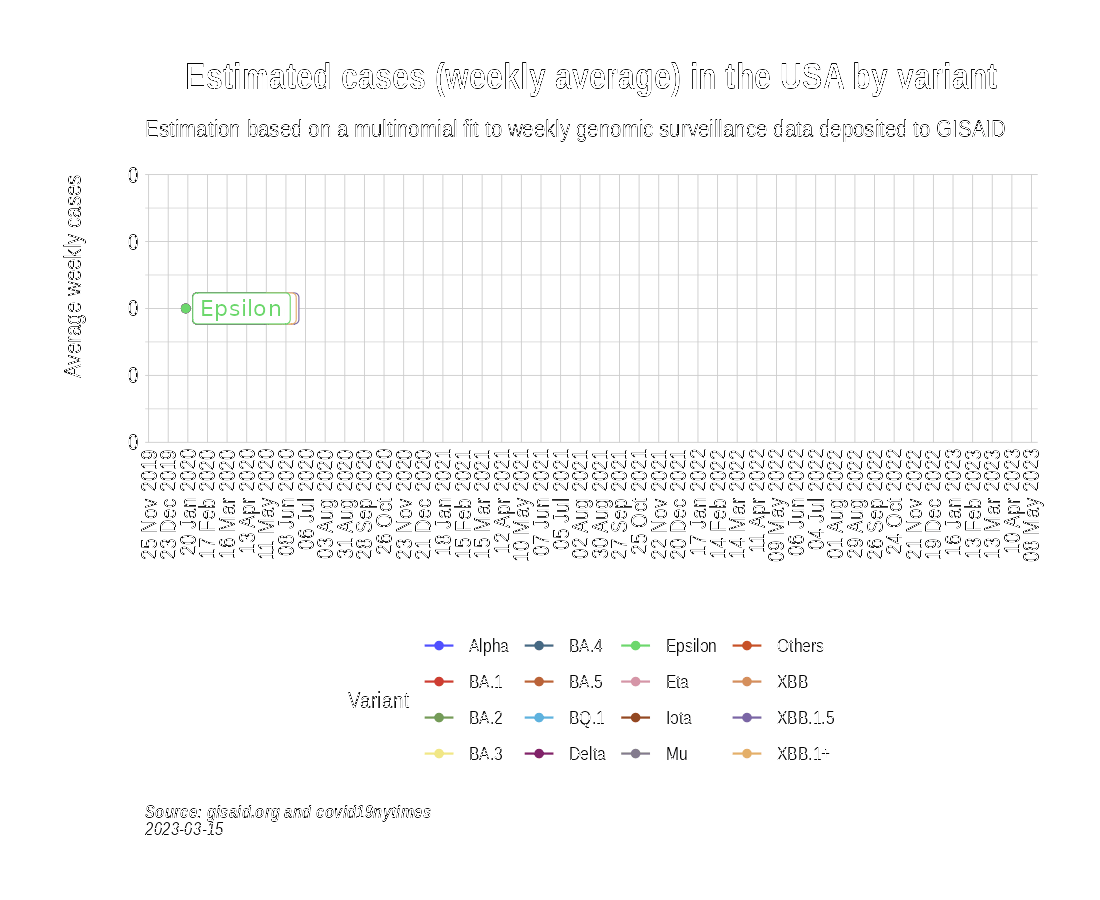 Estimated cases (weekly average) in the USA by variant
Estimation based on a multinomial fit to weekly genomic surveillance data deposited to GISAID
Average weekly cases
0
0
0
0
0
Epsilon
25 Nov 2019
23 Dec 2019
20 Jan 2020
17 Feb 2020
16 Mar 2020
13 Apr 2020
11 May 2020
08 Jun 2020
06 Jul 2020
03 Aug 2020
31 Aug 2020
28 Sep 2020
26 Oct 2020
23 Nov 2020
21 Dec 2020
18 Jan 2021
15 Feb 2021
15 Mar 2021
12 Apr 2021
10 May 2021
07 Jun 2021
05 Jul 2021
02 Aug 2021
30 Aug 2021
27 Sep 2021
25 Oct 2021
22 Nov 2021
20 Dec 2021
17 Jan 2022
14 Feb 2022
14 Mar 2022
11 Apr 2022
09 May 2022
06 Jun 2022
04 Jul 2022
01 Aug 2022
29 Aug 2022
26 Sep 2022
24 Oct 2022
21 Nov 2022
19 Dec 2022
16 Jan 2023
13 Feb 2023
13 Mar 2023
10 Apr 2023
08 May 2023
Variant
Alpha BA.4 Epsilon Others
BA.1 BA.5 Eta XBB
BA.2 BQ.1 Iota XBB.1.5
BA.3 Delta Mu XBB.1+
Source: gisaid.org and covid19nytimes
2023-03-15